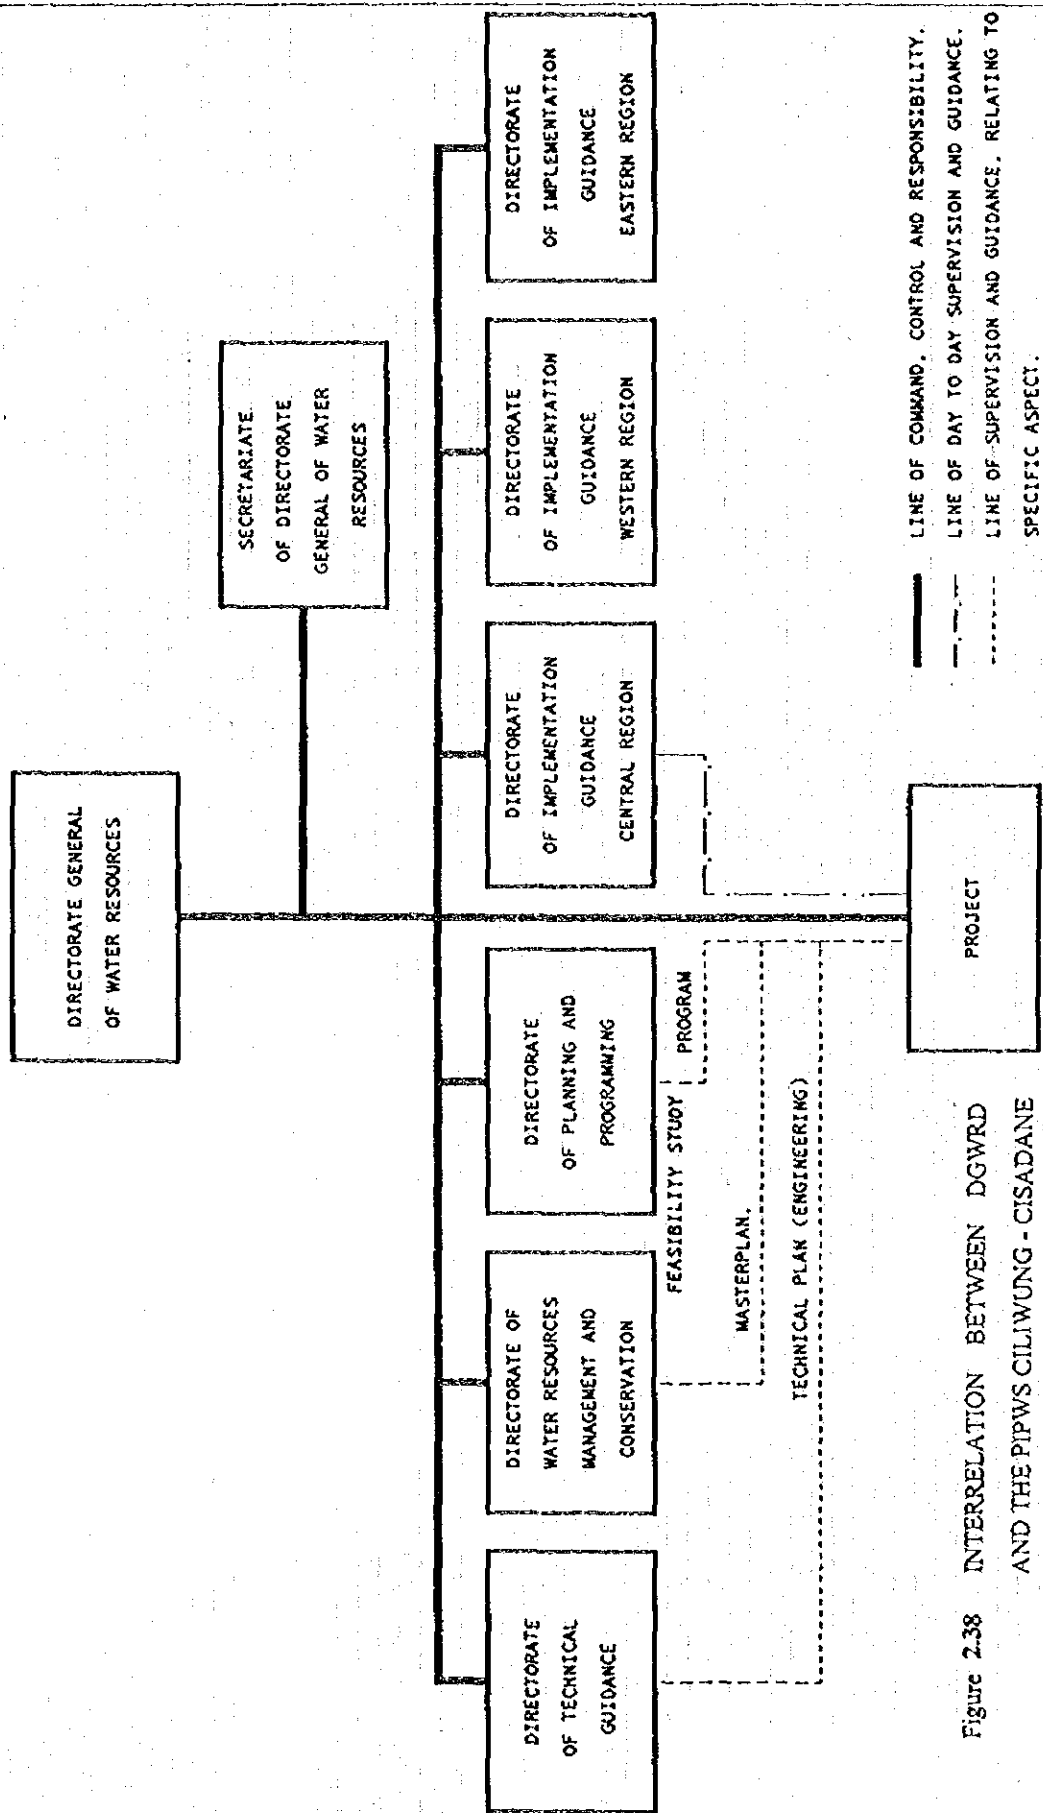 DIRECTORATE GENERAL
OF WATER RESOURCES
SECRETARIATE
OF DIRECTORATE
GENERAL OF WATER
RESOURCES
DIRECTORATE
OF TECHNICAL
GUIDANCE
DIRECTORATE OF
WATER RESOURCES
MANAGEMENT AND
CONSERVATION
DIRECTORATE
OF PLANNING AND
PROGRAMMING
DIRECTORATE
OF IMPLEMENTATION
GUIDANCE
CENTRAL REGION
DIRECTORATE
OF IMPLEMENTATION
GUIDANCE
WESTERN REGION
DIRECTORATE
OF IMPLEMENTATION
GUIDANCE
EASTERN REGION
FEASIBILITY STUDY
PROGRAM
MASTERPLAN.
TECHNICAL PLAN (ENGINEERING)
PROJECT
LINE OF COMMAND, CONTROL AND RESPONSIBILITY.
LINE OF DAY TO DAY SUPERVISION AND GUIDANCE.
LINE OF SUPERVISION AND GUIDANCE, RELATING TO
SPECIFIC ASPECT.
Figure 2.38 INTERRELATION BETWEEN DGWRD
AND THE PIPWS CILIWUNG - CISADANE